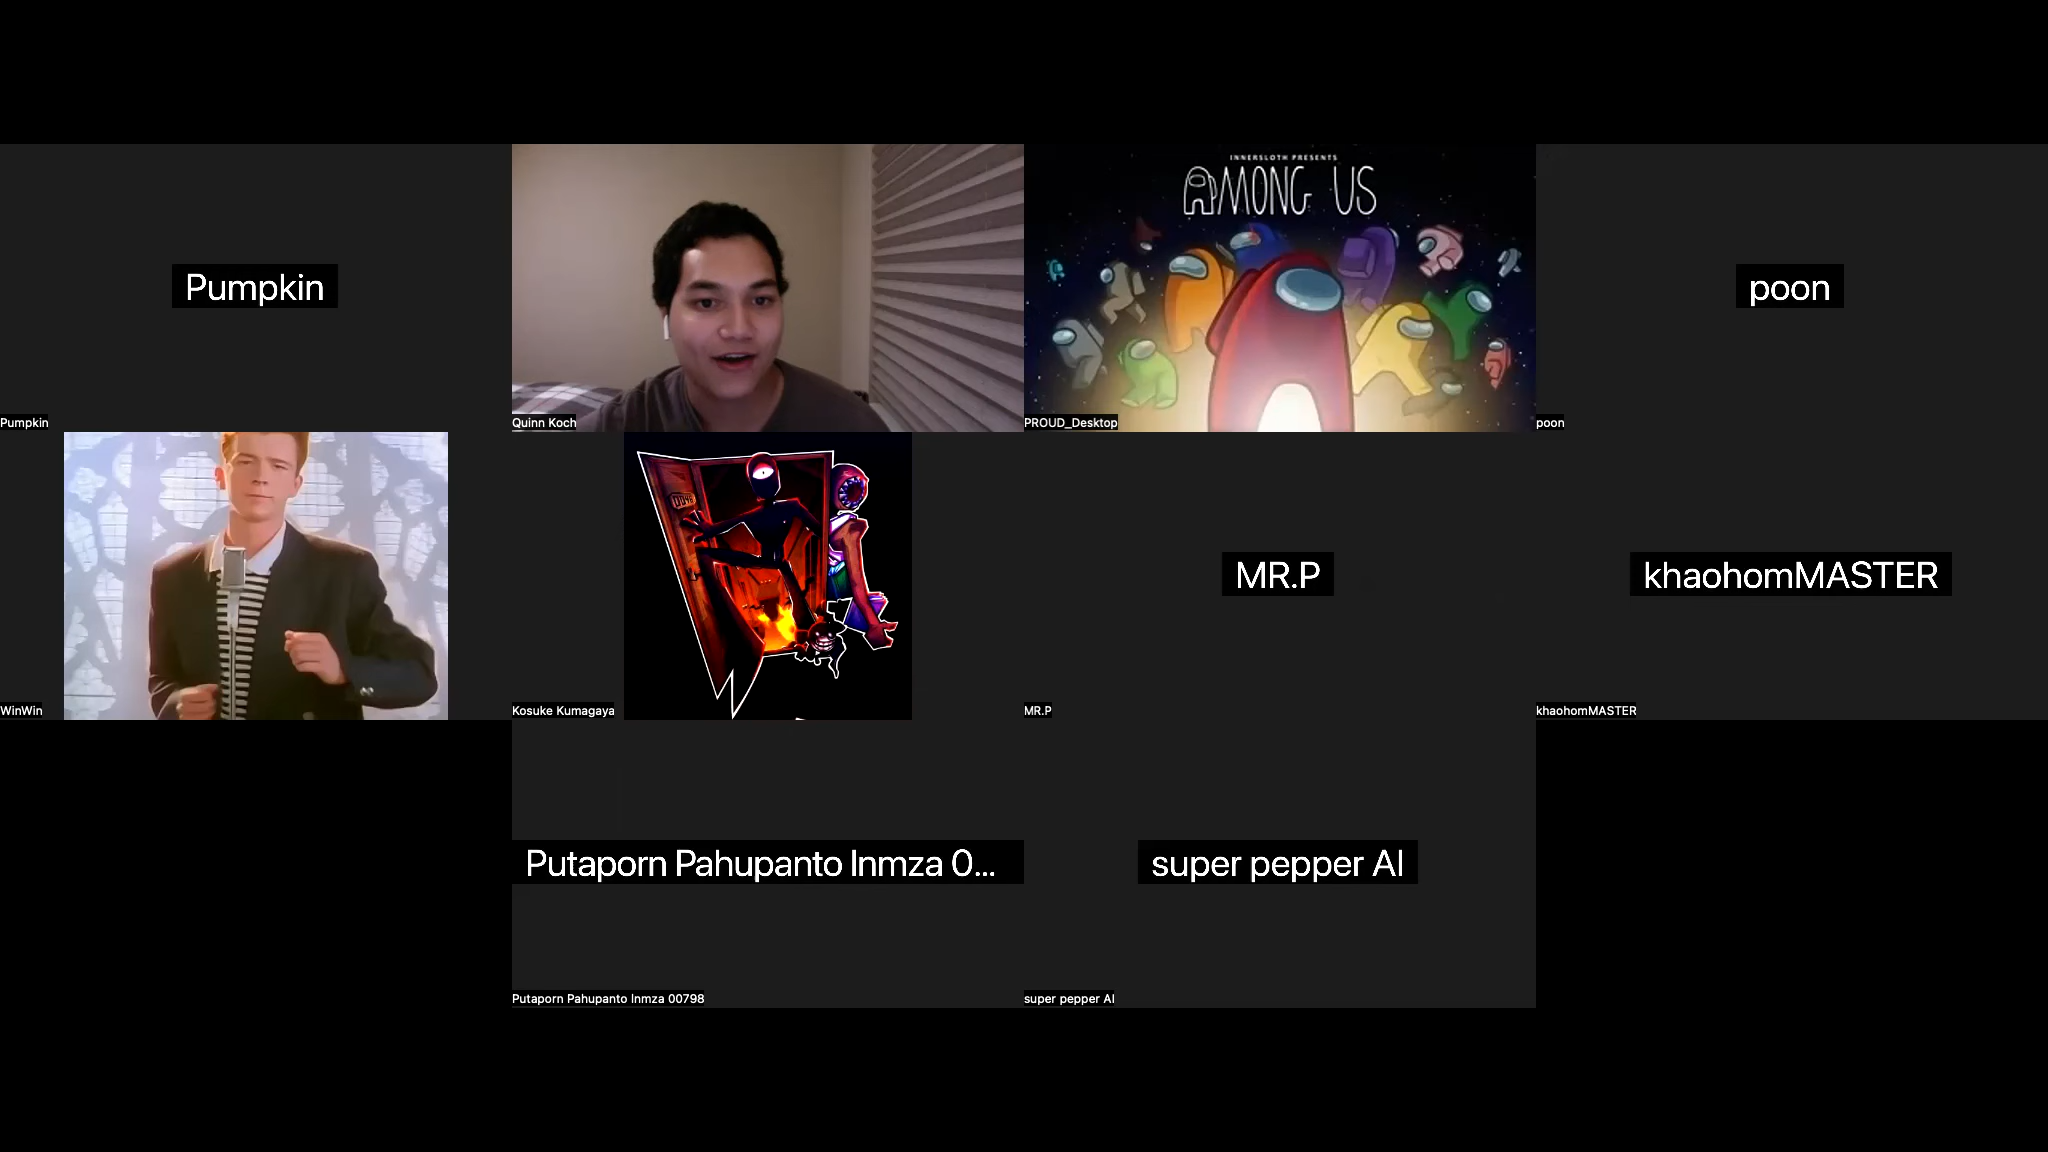 Pumpkin
Pumpkin
Quinn Koch
INNERSLOTH PRESENTS
AMONG US
PROUD_Desktop
poon
poon
WinWin
Kosuke Kumagaya
MR.P
MR.P
khaohomMASTER
khaohomMASTER
Putaporn Pahupanto Inmza 0...
Putaporn Pahupanto Inmza 00798
super pepper AI
super pepper AI